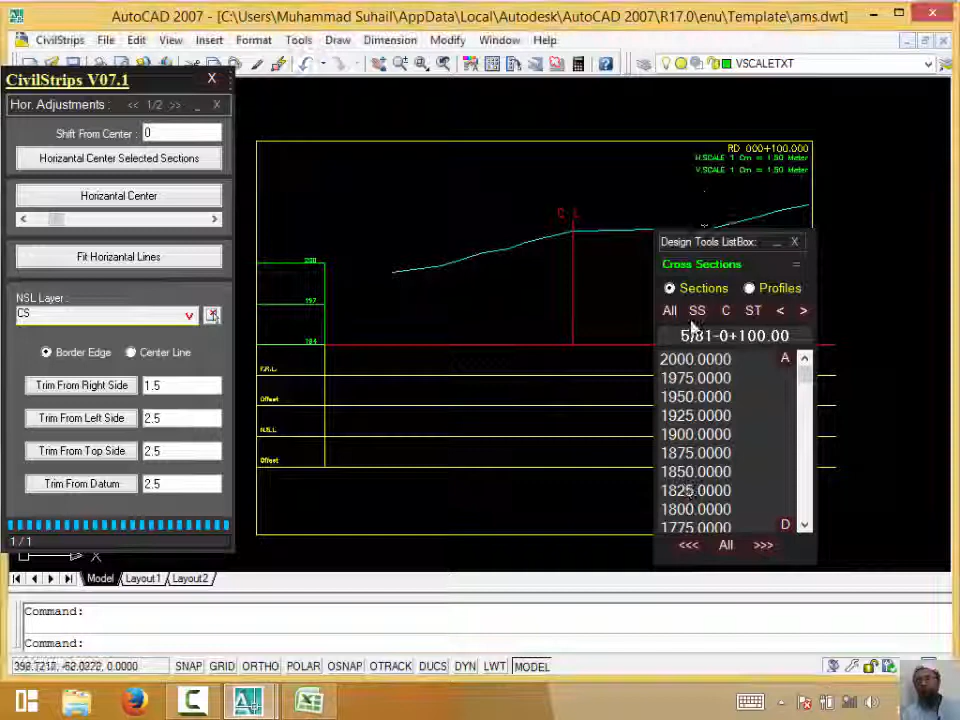 AutoCAD 2007 - [C:\Users\Muhammad Suhail\AppData\Local\Autodesk\AutoCAD 2007\R17.0\enu\Template\ams.dwt]
CivilStrips File Edit View Insert Format Tools Draw Dimension Modify Window Help
VSCALETXT
CivilStrips V07.1 X
Hor. Adjustments : << 1/2 >> _ X
Shift From Center : 0
Horizantal Center Selected Sections
Horizantal Center
< >
Fit Horizantal Lines
NSL Layer :
CS v
Border Edge Center Line
Trim From Right Side 1.5
Trim From Left Side 2.5
Trim From Top Side 2.5
Trim From Datum 2.5
1 / 1
RD 000+100.000
H.SCALE 1 Cm = 1.50 Meter
V.SCALE 1 Cm = 1.50 Meter
C L
200
197
194
F.R.L.
Offset
N.S.L.
Offset
Design Tools ListBox: _ X
Cross Sections =
Sections Profiles
All SS C ST < >
5/81-0+100.00
2000.0000 A
1975.0000
1950.0000
1925.0000
1900.0000
1875.0000
1850.0000
1825.0000
1800.0000
1775.0000 D
<<< All >>>
X
Model Layout1 Layout2
Command:
Command:
SNAP GRID ORTHO POLAR OSNAP OTRACK DUCS DYN LWT MODEL